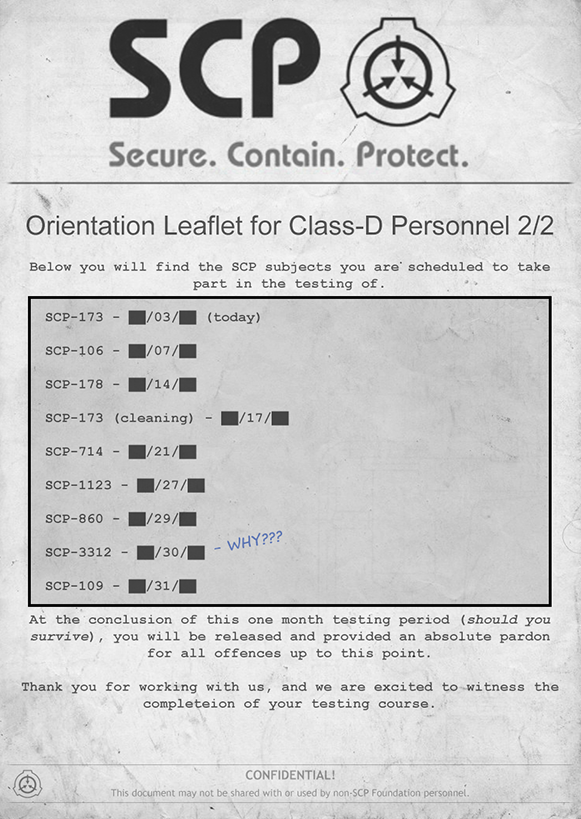 SCP
Secure. Contain. Protect.
Orientation Leaflet for Class-D Personnel 2/2
Below you will find the SCP subjects you are scheduled to take
part in the testing of.
SCP-173 - ██/03/██ (today)
SCP-106 - ██/07/██
SCP-178 - ██/14/██
SCP-173 (cleaning) - ██/17/██
SCP-714 - ██/21/██
SCP-1123 - ██/27/██
SCP-860 - ██/29/██
SCP-3312 - ██/30/██ - WHY???
SCP-109 - ██/31/██
At the conclusion of this one month testing period (should you
survive), you will be released and provided an absolute pardon
for all offences up to this point.
Thank you for working with us, and we are excited to witness the
completeion of your testing course.
CONFIDENTIAL!
This document may not be shared with or used by non-SCP Foundation personnel.